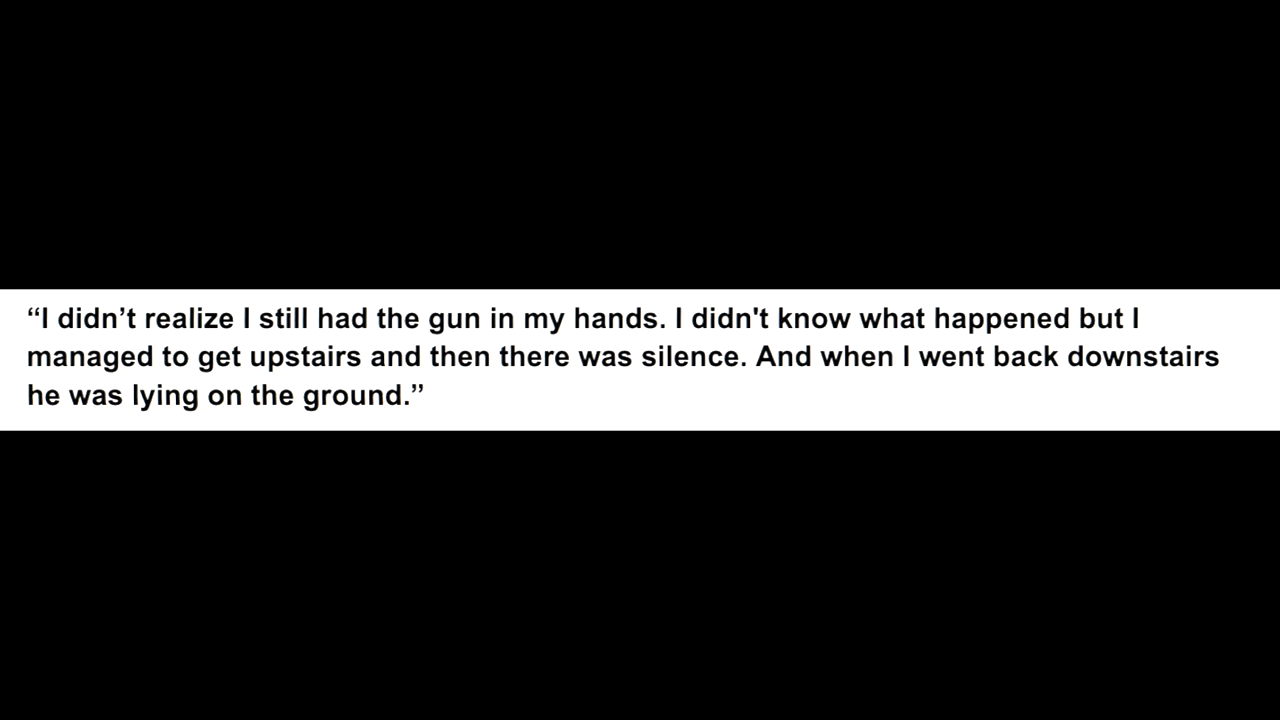 “I didn’t realize I still had the gun in my hands. I didn't know what happened but I
managed to get upstairs and then there was silence. And when I went back downstairs
he was lying on the ground.”